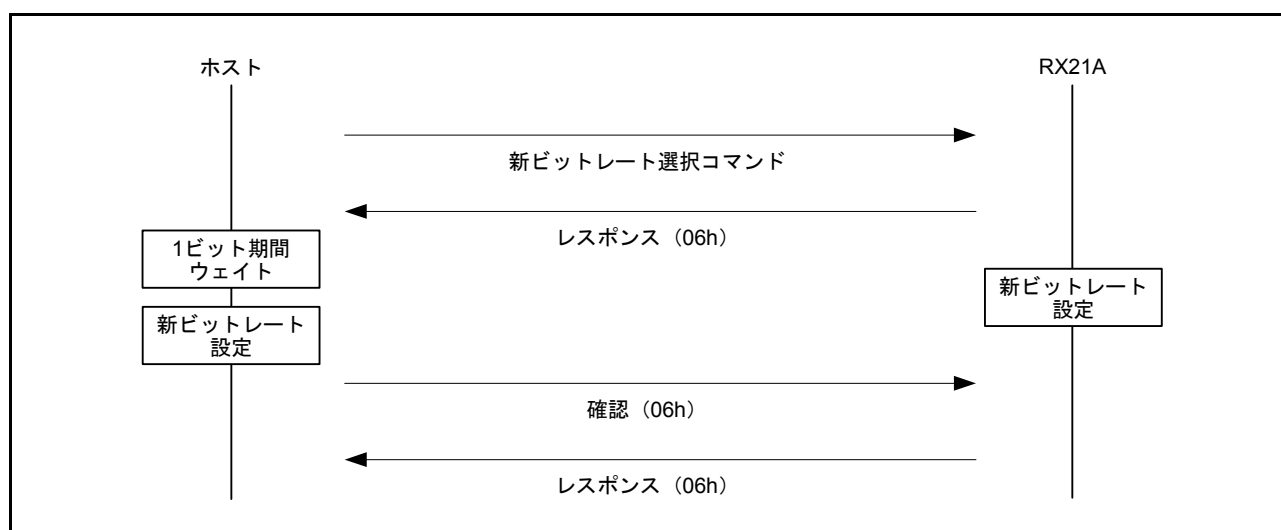 ホスト
RX21A
新ビットレート選択コマンド
レスポンス（06h）
1ビット期間
ウェイト
新ビットレート
設定
新ビットレート
設定
確認（06h）
レスポンス（06h）